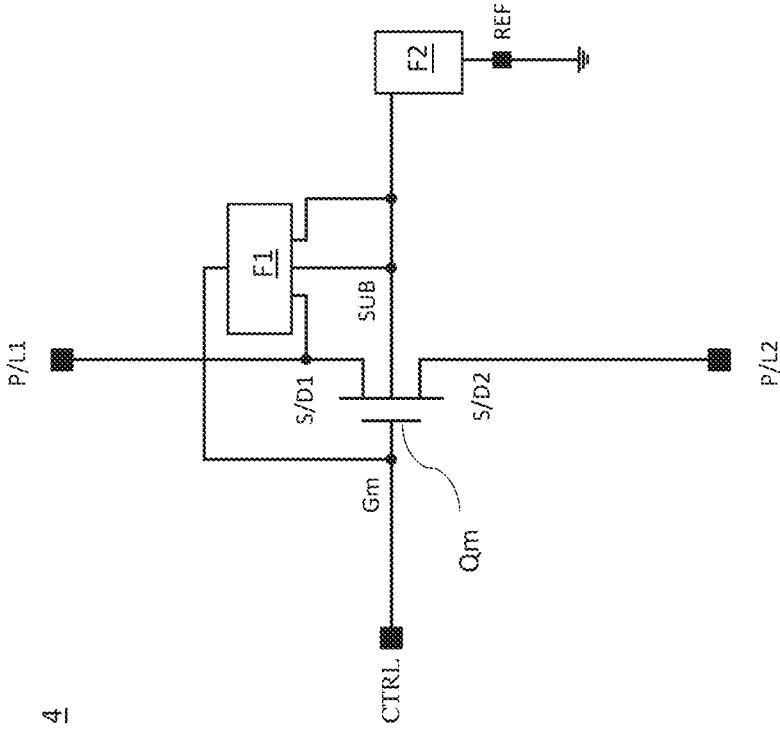 P/L1
F1
F2
REF
SUB
S/D1
S/D2
Gm
Qm
CTRL
P/L2
4